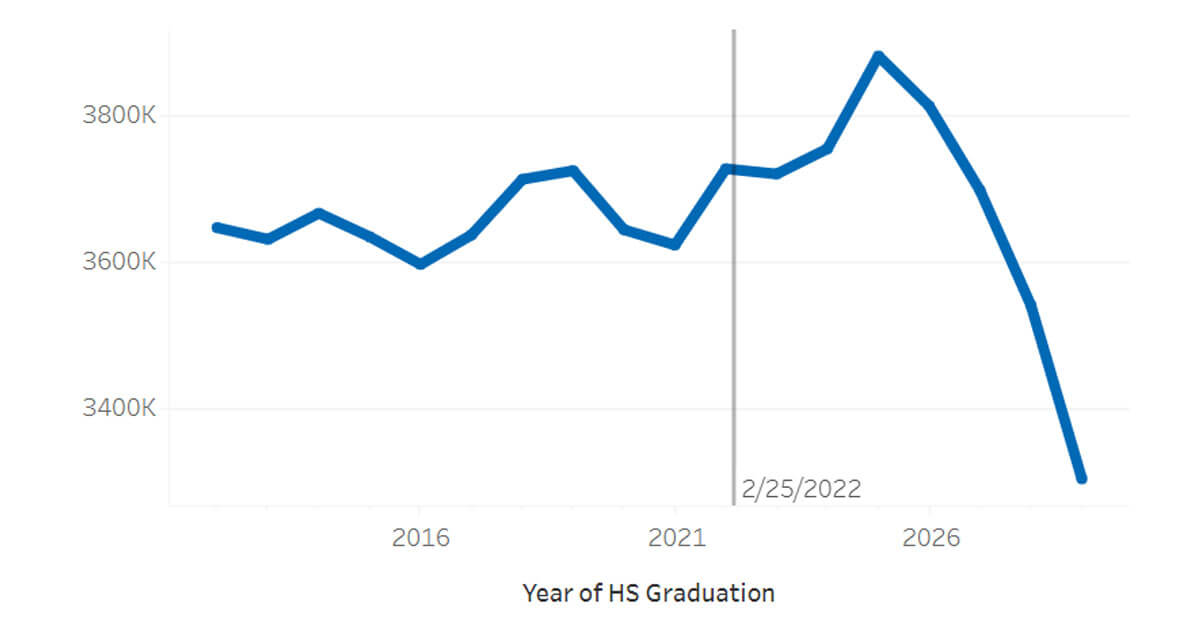 3800K
3600K
3400K
2/25/2022
2016 2021 2026
Year of HS Graduation